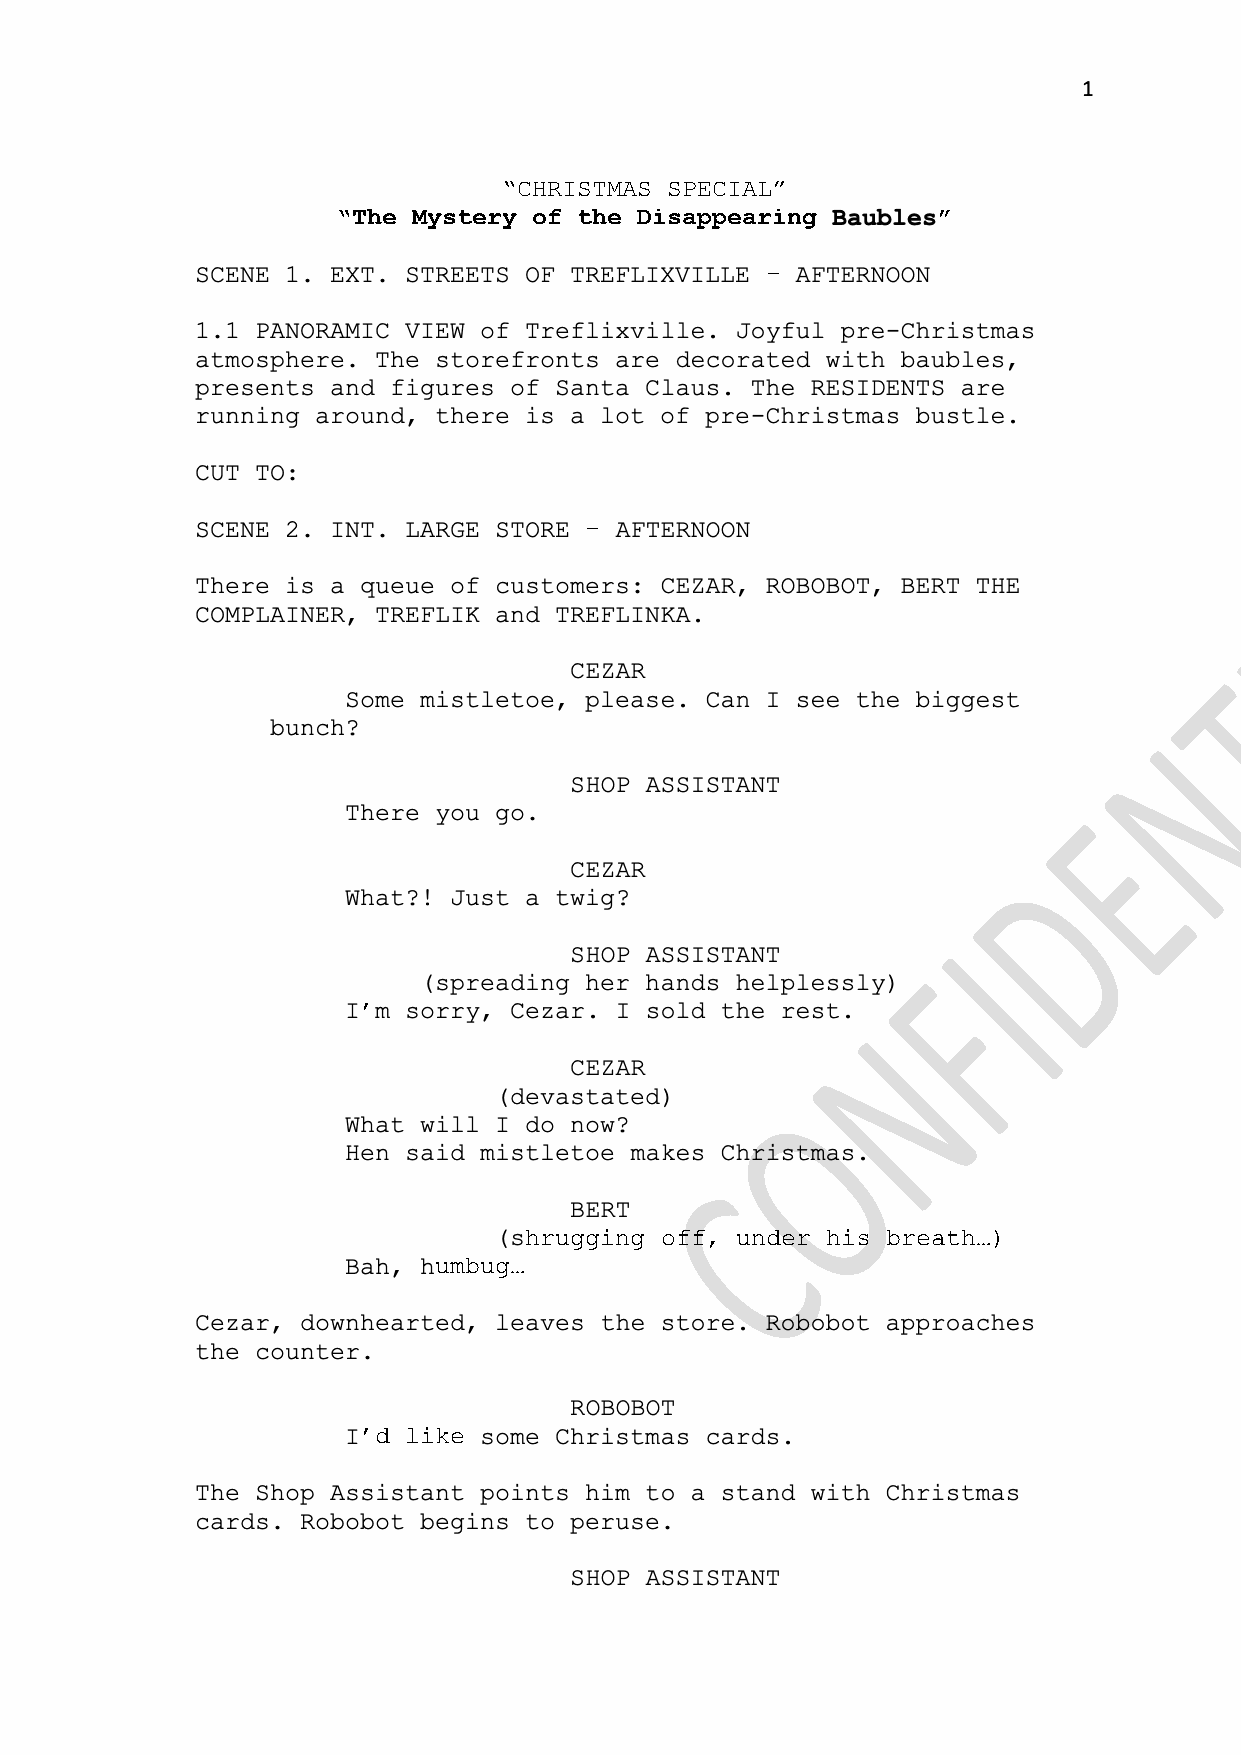 1
“CHRISTMAS SPECIAL”
“The Mystery of the Disappearing Baubles”
SCENE 1. EXT. STREETS OF TREFLIXVILLE – AFTERNOON
1.1 PANORAMIC VIEW of Treflixville. Joyful pre-Christmas
atmosphere. The storefronts are decorated with baubles,
presents and figures of Santa Claus. The RESIDENTS are
running around, there is a lot of pre-Christmas bustle.
CUT TO:
SCENE 2. INT. LARGE STORE – AFTERNOON
There is a queue of customers: CEZAR, ROBOBOT, BERT THE
COMPLAINER, TREFLIK and TREFLINKA.
CEZAR
Some mistletoe, please. Can I see the biggest
bunch?
SHOP ASSISTANT
There you go.
CEZAR
What?! Just a twig?
SHOP ASSISTANT
(spreading her hands helplessly)
I’m sorry, Cezar. I sold the rest.
CEZAR
(devastated)
What will I do now?
Hen said mistletoe makes Christmas.
BERT
(shrugging off, under his breath…)
Bah, humbug…
Cezar, downhearted, leaves the store. Robobot approaches
the counter.
ROBOBOT
I’d like some Christmas cards.
The Shop Assistant points him to a stand with Christmas
cards. Robobot begins to peruse.
SHOP ASSISTANT
CONFIDENT